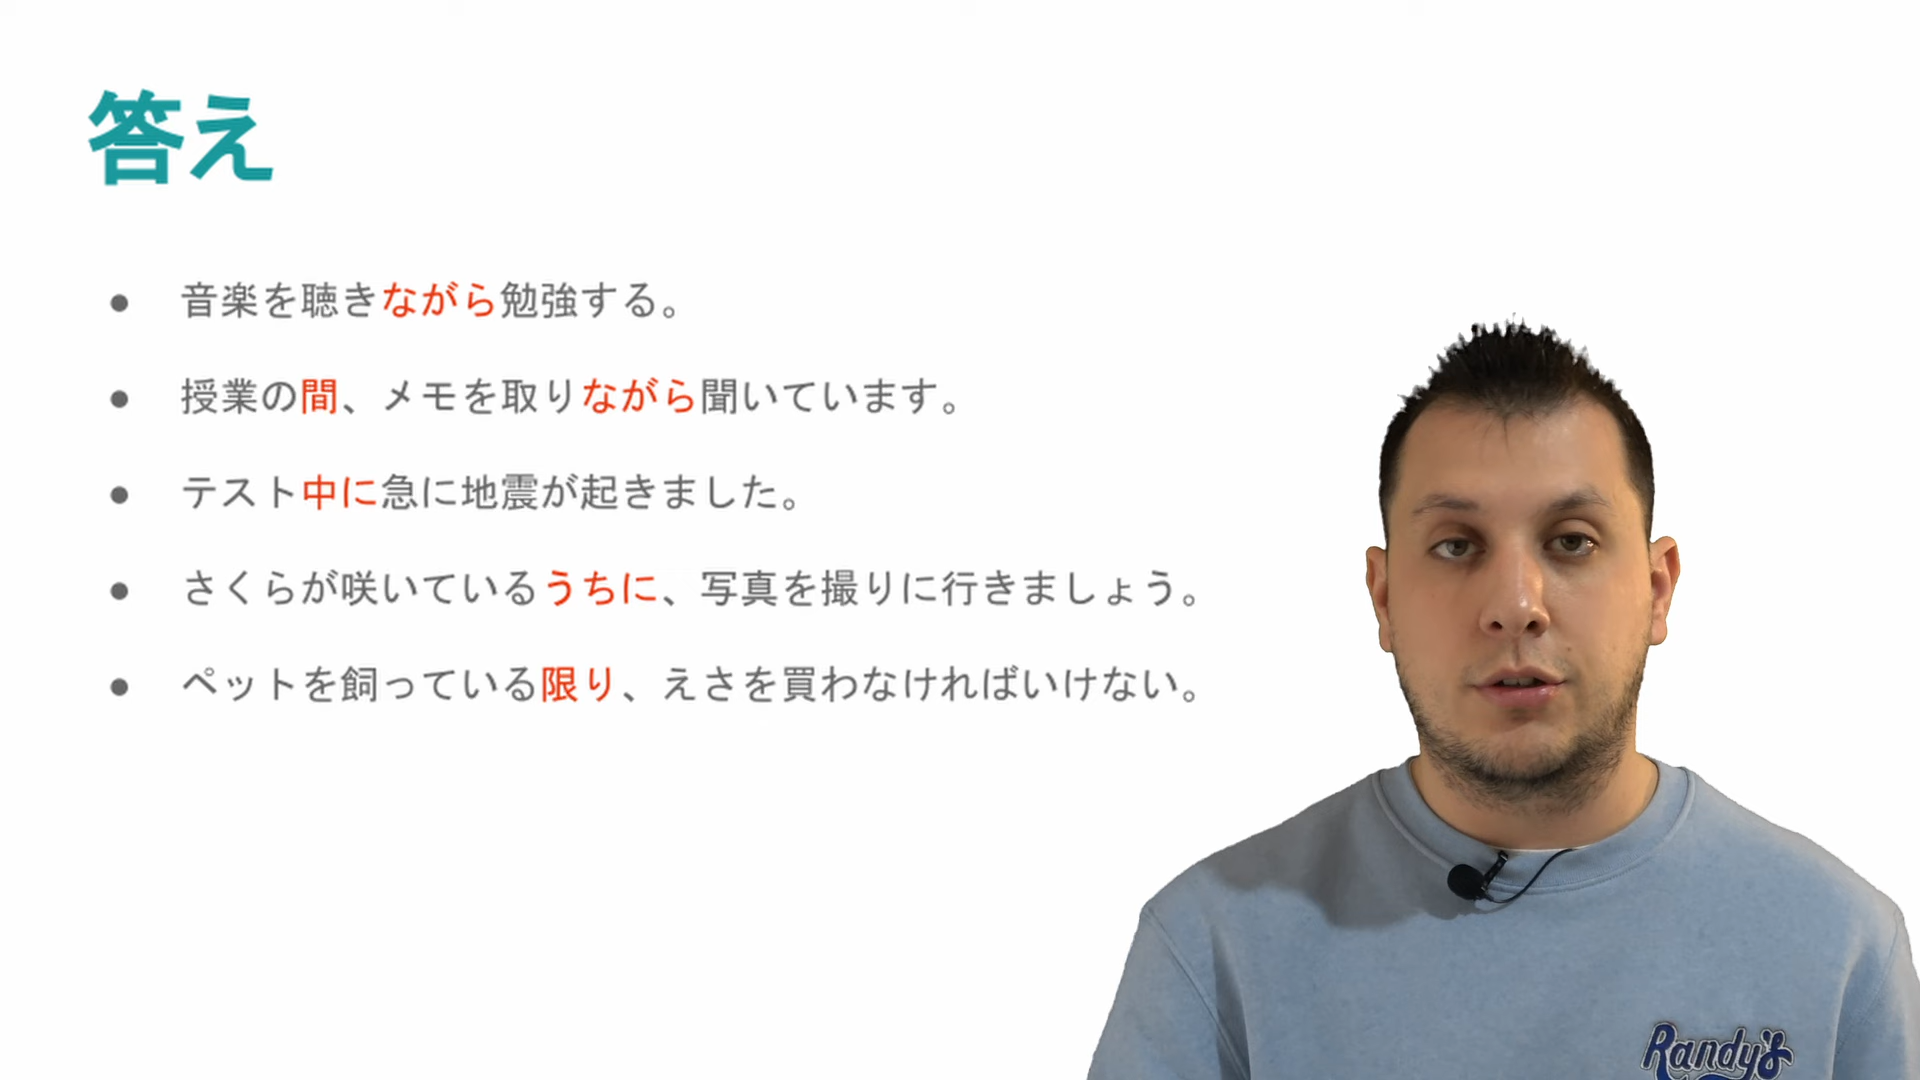 答え
● 音楽を聴きながら勉強する。
● 授業の間、メモを取りながら聞いています。
● テスト中に急に地震が起きました。
● さくらが咲いているうちに、写真を撮りに行きましょう。
● ペットを飼っている限り、えさを買わなければいけない。
Randy's